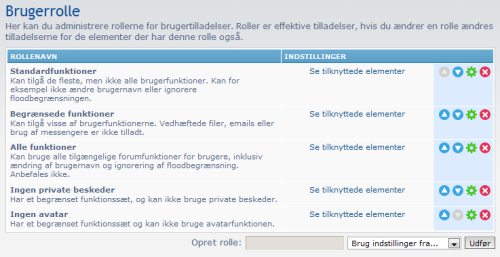 Brugerrolle
Her kan du administrere rollerne for brugertilladelser. Roller er effektive tilladelser, hvis du ændrer en rolle ændres
tilladelserne for de elementer der har denne rolle også.
ROLLENAVN INDSTILLINGER
Standardfunktioner Se tilknyttede elementer
Kan tilgå de fleste, men ikke alle brugerfunktioner. Kan for
eksempel ikke ændre brugernavn eller ignorere
floodbegrænsningen.
Begrænsede funktioner Se tilknyttede elementer
Kan tilgå visse af brugerfunktionerne. Vedhæftede filer, emails eller
brug af messengere er ikke tilladt.
Alle funktioner Se tilknyttede elementer
Kan bruge alle tilgængelige forumfunktioner for brugere, inklusiv
ændring af brugernavn og ignorering af floodbegrænsning.
Anbefales ikke.
Ingen private beskeder Se tilknyttede elementer
Har et begrænset funktionssæt, og kan ikke bruge private beskeder.
Ingen avatar Se tilknyttede elementer
Har et begrænset funktionssæt og kan ikke bruge avatarfunktionen.
Opret rolle: Brug indstillinger fra... Udfør